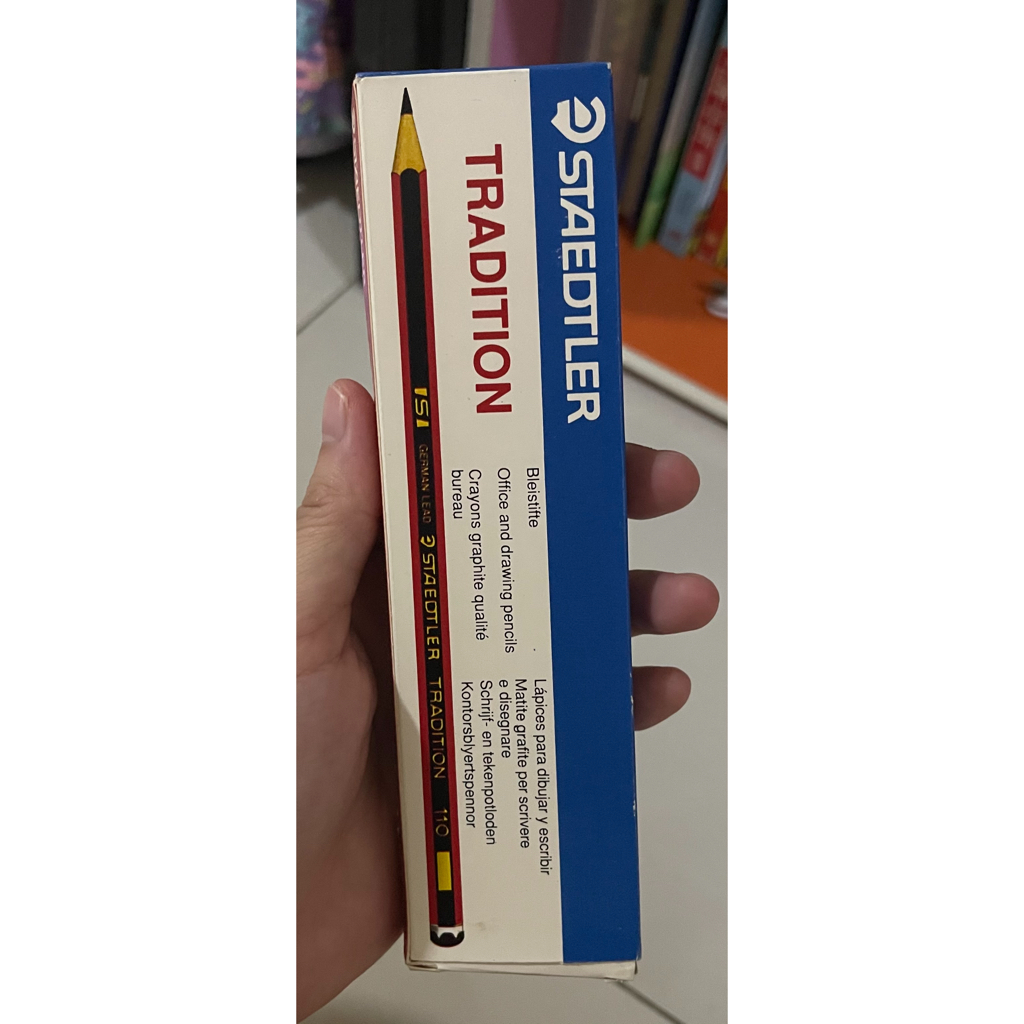 STAEDTLER
TRADITION
Bleistifte
Office and drawing pencils
Crayons graphite qualité
bureau
Lápices para dibujar y escribir
Matite grafite per scrivere
e disegnare
Schrijf- en tekenpotloden
Kontorsblyertspennor
S GERMAN LEAD STAEDTLER TRADITION 110